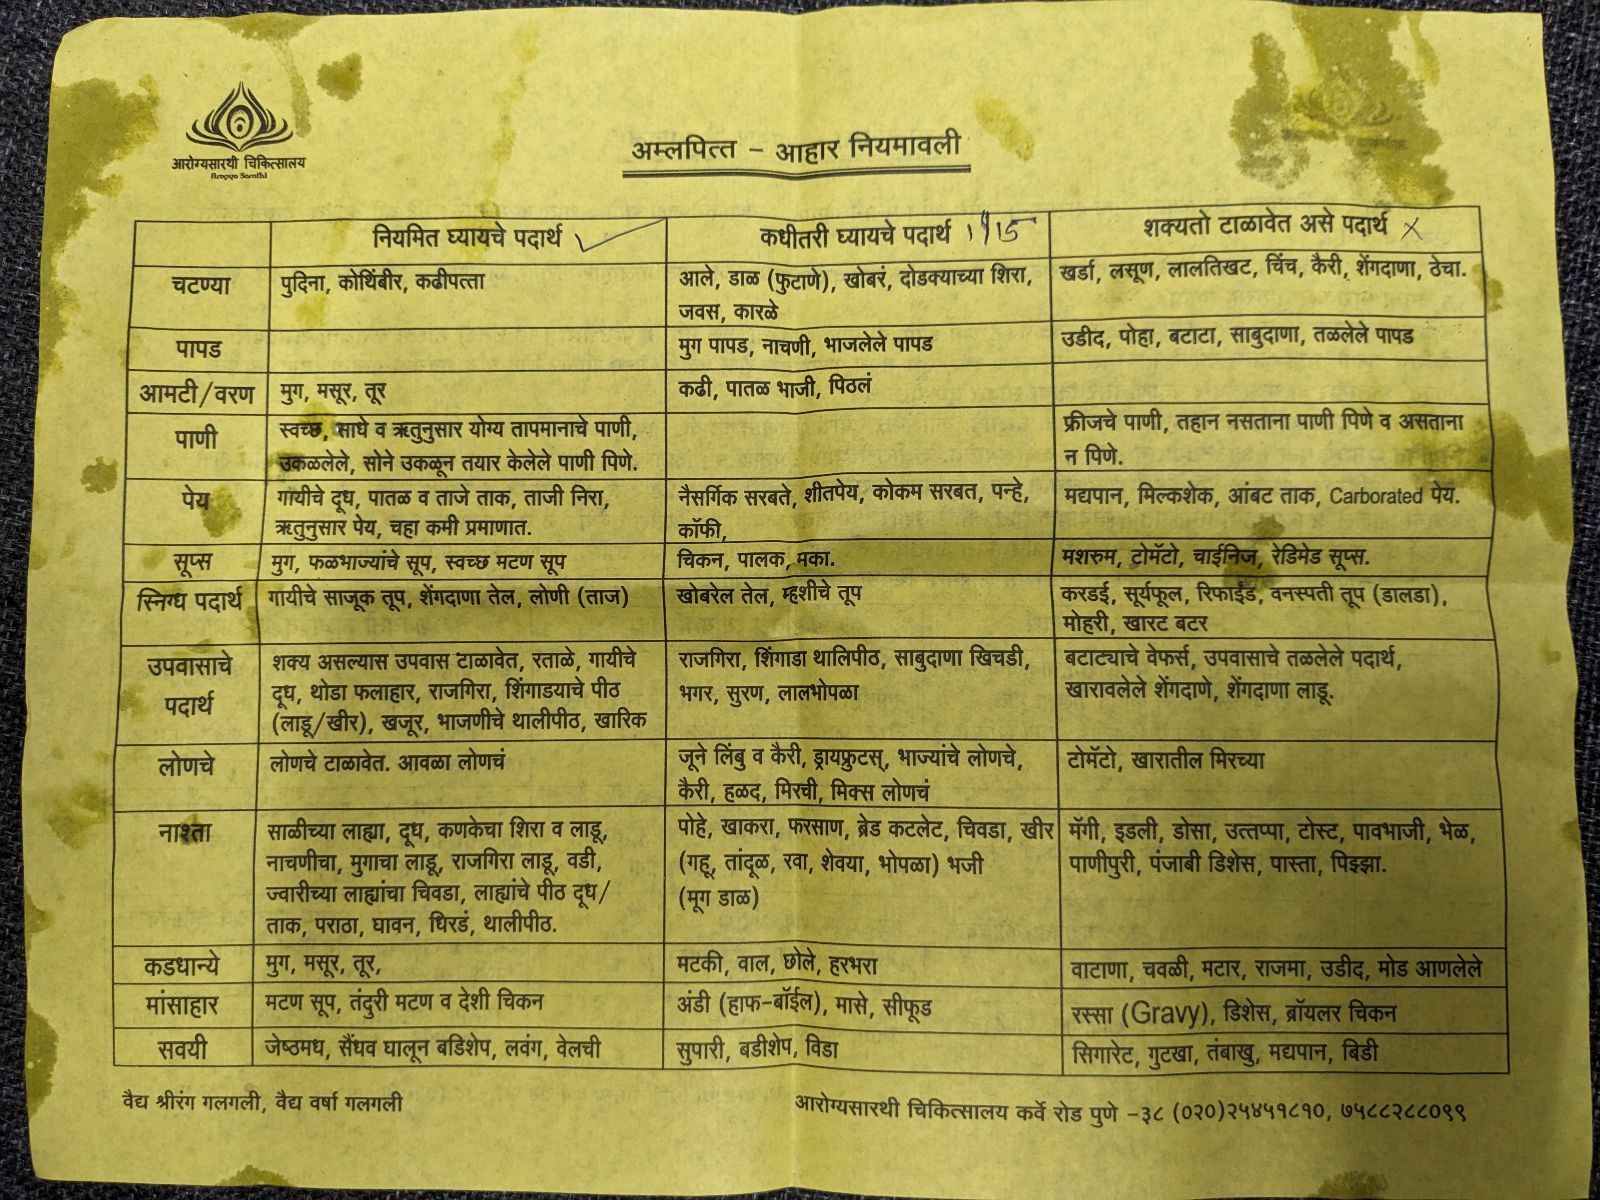 आरोग्यसारथी चिकित्सालय
Arogya Sarathi
अम्लपित्त – आहार नियमावली
नियमित घ्यायचे पदार्थ ✓
कधीतरी घ्यायचे पदार्थ
शक्यतो टाळावेत असे पदार्थ ×
चटण्या
पुदिना, कोथिंबीर, कढीपत्ता
आले, डाळ (फुटाणे), खोबरं, दोडक्याच्या शिरा,
जवस, कारळे
खर्डा, लसूण, लालतिखट, चिंच, कैरी, शेंगदाणा, ठेचा.
पापड
मुग पापड, नाचणी, भाजलेले पापड
उडीद, पोहा, बटाटा, साबुदाणा, तळलेले पापड
आमटी/वरण
मुग, मसूर, तूर
कढी, पातळ भाजी, पिठलं
पाणी
स्वच्छ, साधे व ऋतुनुसार योग्य तापमानाचे पाणी,
उकळलेले, सोने उकळून तयार केलेले पाणी पिणे.
फ्रीजचे पाणी, तहान नसताना पाणी पिणे व असताना
न पिणे.
पेय
गायीचे दूध, पातळ व ताजे ताक, ताजी निरा,
ऋतुनुसार पेय, चहा कमी प्रमाणात.
नैसर्गिक सरबते, शीतपेय, कोकम सरबत, पन्हे,
कॉफी,
मद्यपान, मिल्कशेक, आंबट ताक, Carborated पेय.
सूप्स
मुग, फळभाज्यांचे सूप, स्वच्छ मटण सूप
चिकन, पालक, मका.
मशरुम, टोमॅटो, चाईनिज, रेडिमेड सूप्स.
स्निग्ध पदार्थ
गायीचे साजूक तूप, शेंगदाणा तेल, लोणी (ताज)
खोबरेल तेल, म्हशीचे तूप
करडई, सूर्यफूल, रिफाईंड, वनस्पती तूप (डालडा),
मोहरी, खारट बटर
उपवासाचे
पदार्थ
शक्य असल्यास उपवास टाळावेत, रताळे, गायीचे
दूध, थोडा फलाहार, राजगिरा, शिंगाडयाचे पीठ
(लाडू/खीर), खजूर, भाजणीचे थालीपीठ, खारिक
राजगिरा, शिंगाडा थालिपीठ, साबुदाणा खिचडी,
भगर, सुरण, लालभोपळा
बटाट्याचे वेफर्स, उपवासाचे तळलेले पदार्थ,
खारावलेले शेंगदाणे, शेंगदाणा लाडू.
लोणचे
लोणचे टाळावेत. आवळा लोणचं
जूने लिंबु व कैरी, ड्रायफ्रुटस्, भाज्यांचे लोणचे,
कैरी, हळद, मिरची, मिक्स लोणचं
टोमॅटो, खारातील मिरच्या
नाश्ता
साळीच्या लाह्या, दूध, कणकेचा शिरा व लाडू,
नाचणीचा, मुगाचा लाडू, राजगिरा लाडू, वडी,
ज्वारीच्या लाह्यांचा चिवडा, लाह्यांचे पीठ दूध/
ताक, पराठा, घावन, धिरडं, थालीपीठ.
पोहे, खाकरा, फरसाण, ब्रेड कटलेट, चिवडा, खीर
(गहू, तांदूळ, रवा, शेवया, भोपळा) भजी
(मूग डाळ)
मॅगी, इडली, डोसा, उत्तप्पा, टोस्ट, पावभाजी, भेळ,
पाणीपुरी, पंजाबी डिशेस, पास्ता, पिझ्झा.
कडधान्ये
मुग, मसूर, तूर,
मटकी, वाल, छोले, हरभरा
वाटाणा, चवळी, मटार, राजमा, उडीद, मोड आणलेले
मांसाहार
मटण सूप, तंदुरी मटण व देशी चिकन
अंडी (हाफ-बॉईल), मासे, सीफूड
रस्सा (Gravy), डिशेस, ब्रॉयलर चिकन
सवयी
जेष्ठमध, सैंधव घालून बडिशेप, लवंग, वेलची
सुपारी, बडीशेप, विडा
सिगारेट, गुटखा, तंबाखु, मद्यपान, बिडी
वैद्य श्रीरंग गलगली, वैद्य वर्षा गलगली
आरोग्यसारथी चिकित्सालय कर्वे रोड पुणे –३८ (०२०)२५४५१८१०, ७५८८२८८०९९